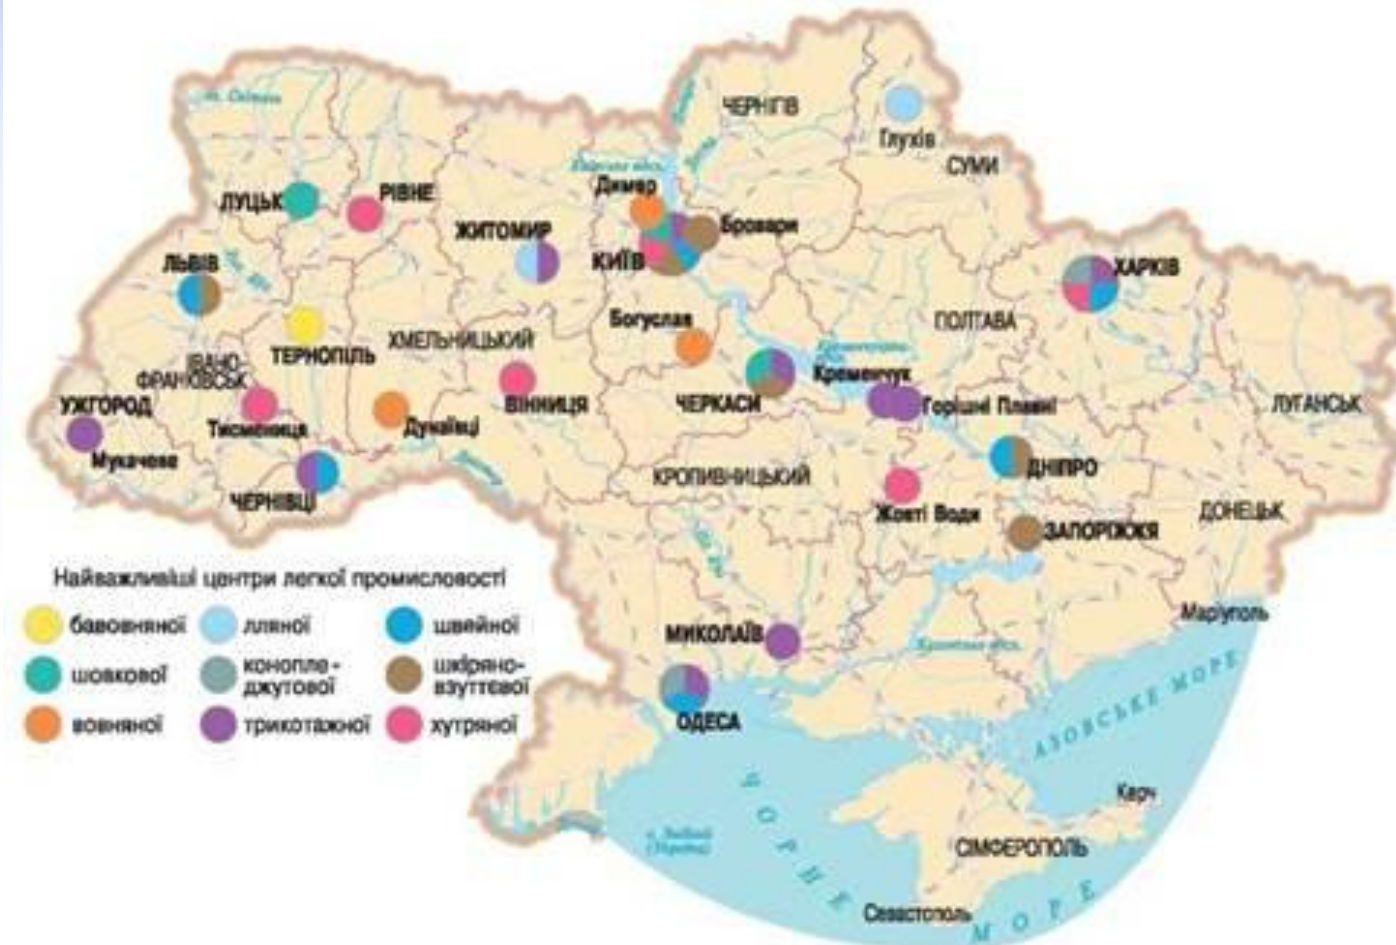 ЧЕРНІГІВ
Глухів
СУМИ
Димер
ЛУЦЬК
РІВНЕ
ЖИТОМИР
Бровари
КИЇВ
ЛЬВІВ
ХАРКІВ
Богуслав
ПОЛТАВА
ХМЕЛЬНИЦЬКИЙ
ТЕРНОПІЛЬ
ІВАНО-
ФРАНКІВСЬК
Кременчук
УЖГОРОД
ВІННИЦЯ
ЧЕРКАСИ
Горішні Плавні
ЛУГАНСЬК
Тисмениця
Дунаївці
Мукачеве
КРОПИВНИЦЬКИЙ
ДНІПРО
ЧЕРНІВЦІ
Жовті Води
ДОНЕЦЬК
ЗАПОРІЖЖЯ
Найважливіші центри легкої промисловості
бавовняної
лляної
швейної
шовкової
конопле-
джутової
шкіряно-
взуттєвої
вовняної
трикотажної
хутряної
Маріуполь
МИКОЛАЇВ
ОДЕСА
АЗОВСЬКЕ МОРЕ
Керч
СІМФЕРОПОЛЬ
Севастополь
ЧОРНЕ МОРЕ